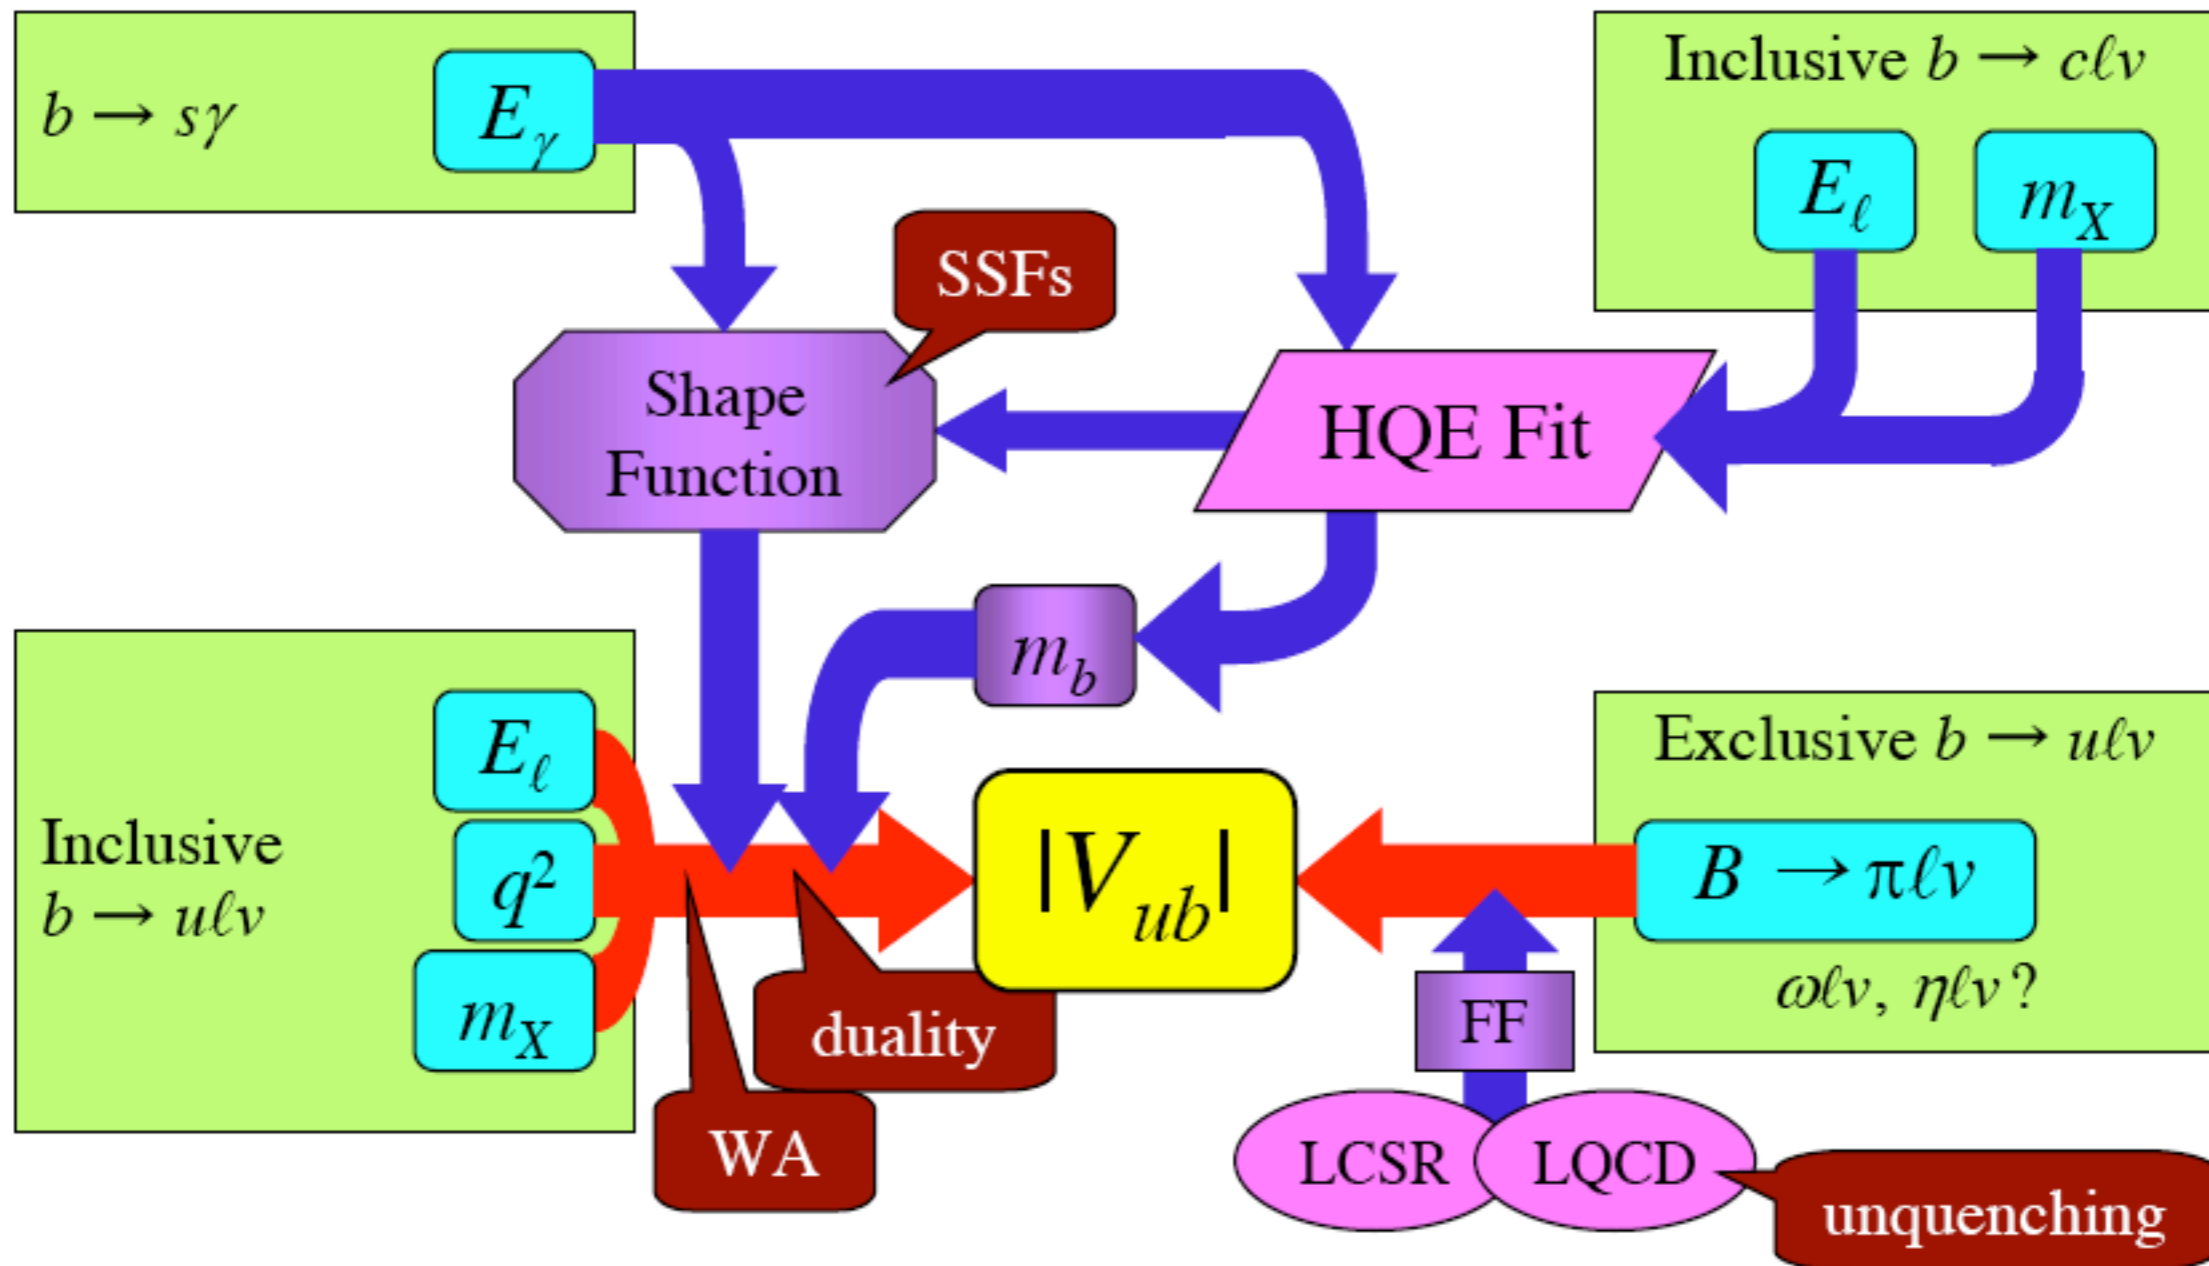 b → sγ
E_γ
Inclusive b → cℓν
E_ℓ
m_X
SSFs
Shape
Function
HQE Fit
m_b
Inclusive
b → uℓν
E_ℓ
q²
m_X
|V_ub|
Exclusive b → uℓν
B → πℓν
ωℓν, ηℓν?
FF
duality
WA
LCSR
LQCD
unquenching